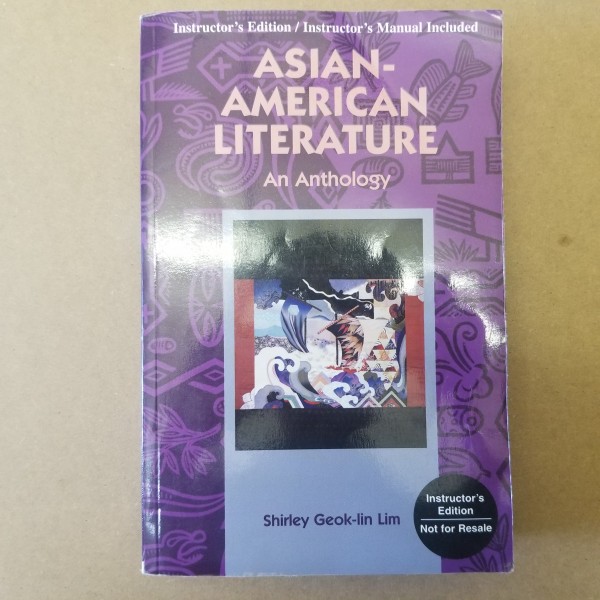 Instructor's Edition / Instructor's Manual Included
ASIAN-
AMERICAN
LITERATURE
An Anthology
Shirley Geok-lin Lim
Instructor's
Edition
Not for Resale